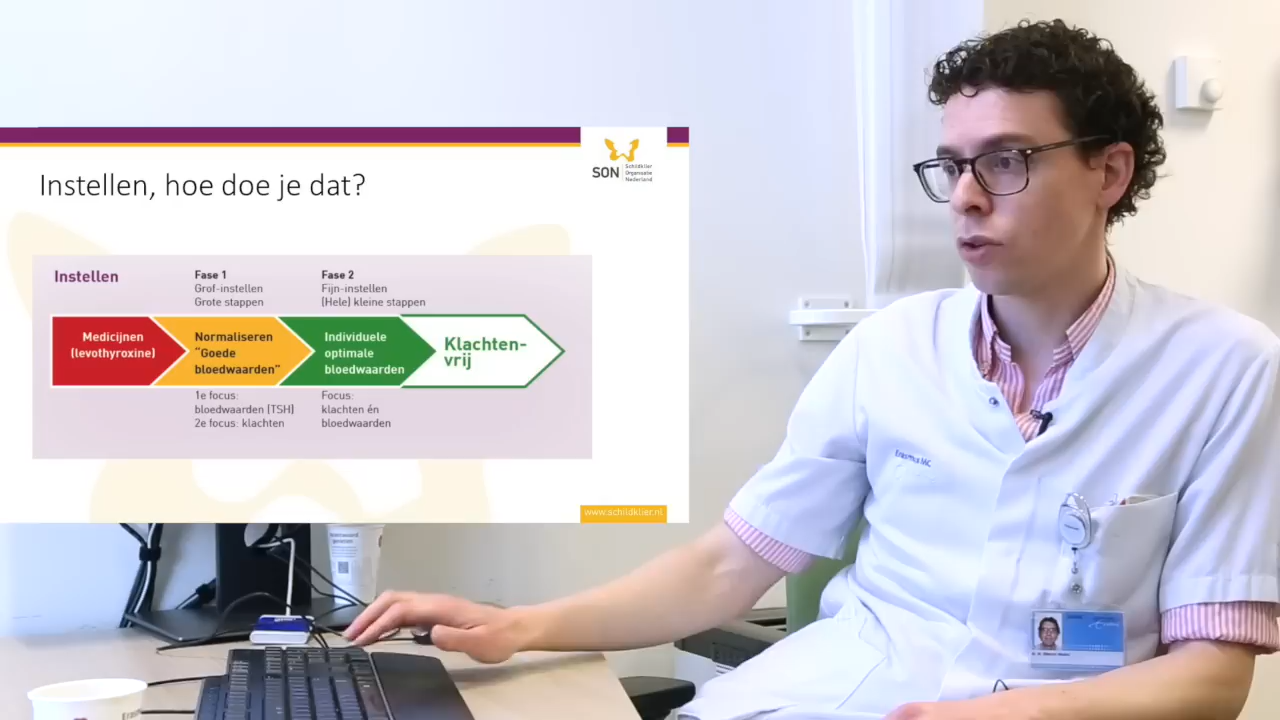 SON
Schildklier
Organisatie
Nederland
Instellen, hoe doe je dat?
Instellen
Fase 1
Grof-instellen
Grote stappen
Fase 2
Fijn-instellen
(Hele) kleine stappen
Medicijnen
(levothyroxine)
Normaliseren
“Goede
bloedwaarden”
Individuele
optimale
bloedwaarden
Klachten-
vrij
1e focus:
bloedwaarden (TSH)
2e focus: klachten
Focus:
klachten én
bloedwaarden
www.schildklier.nl
Erasmus MC